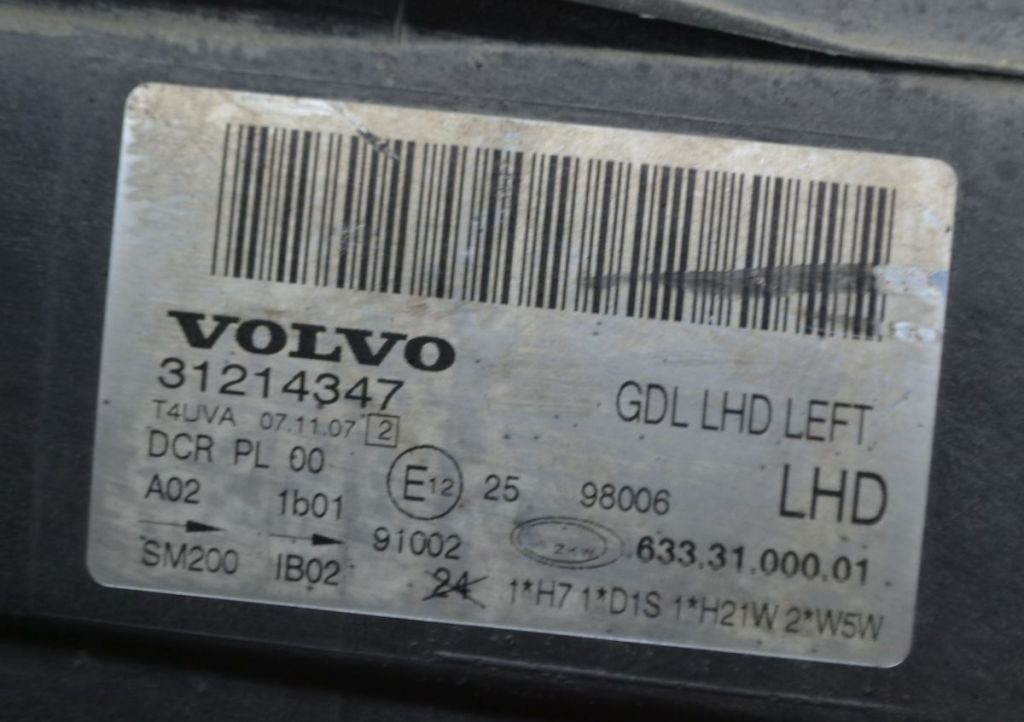 VOLVO
31214347
GDL LHD LEFT
T4UVA 07.11.07 2
DCR PL 00
E12 25 98006 LHD
A02 1b01
91002 ZKW 633.31.000.01
SM200 IB02
24 1*H7 1*D1S 1*H21W 2*W5W